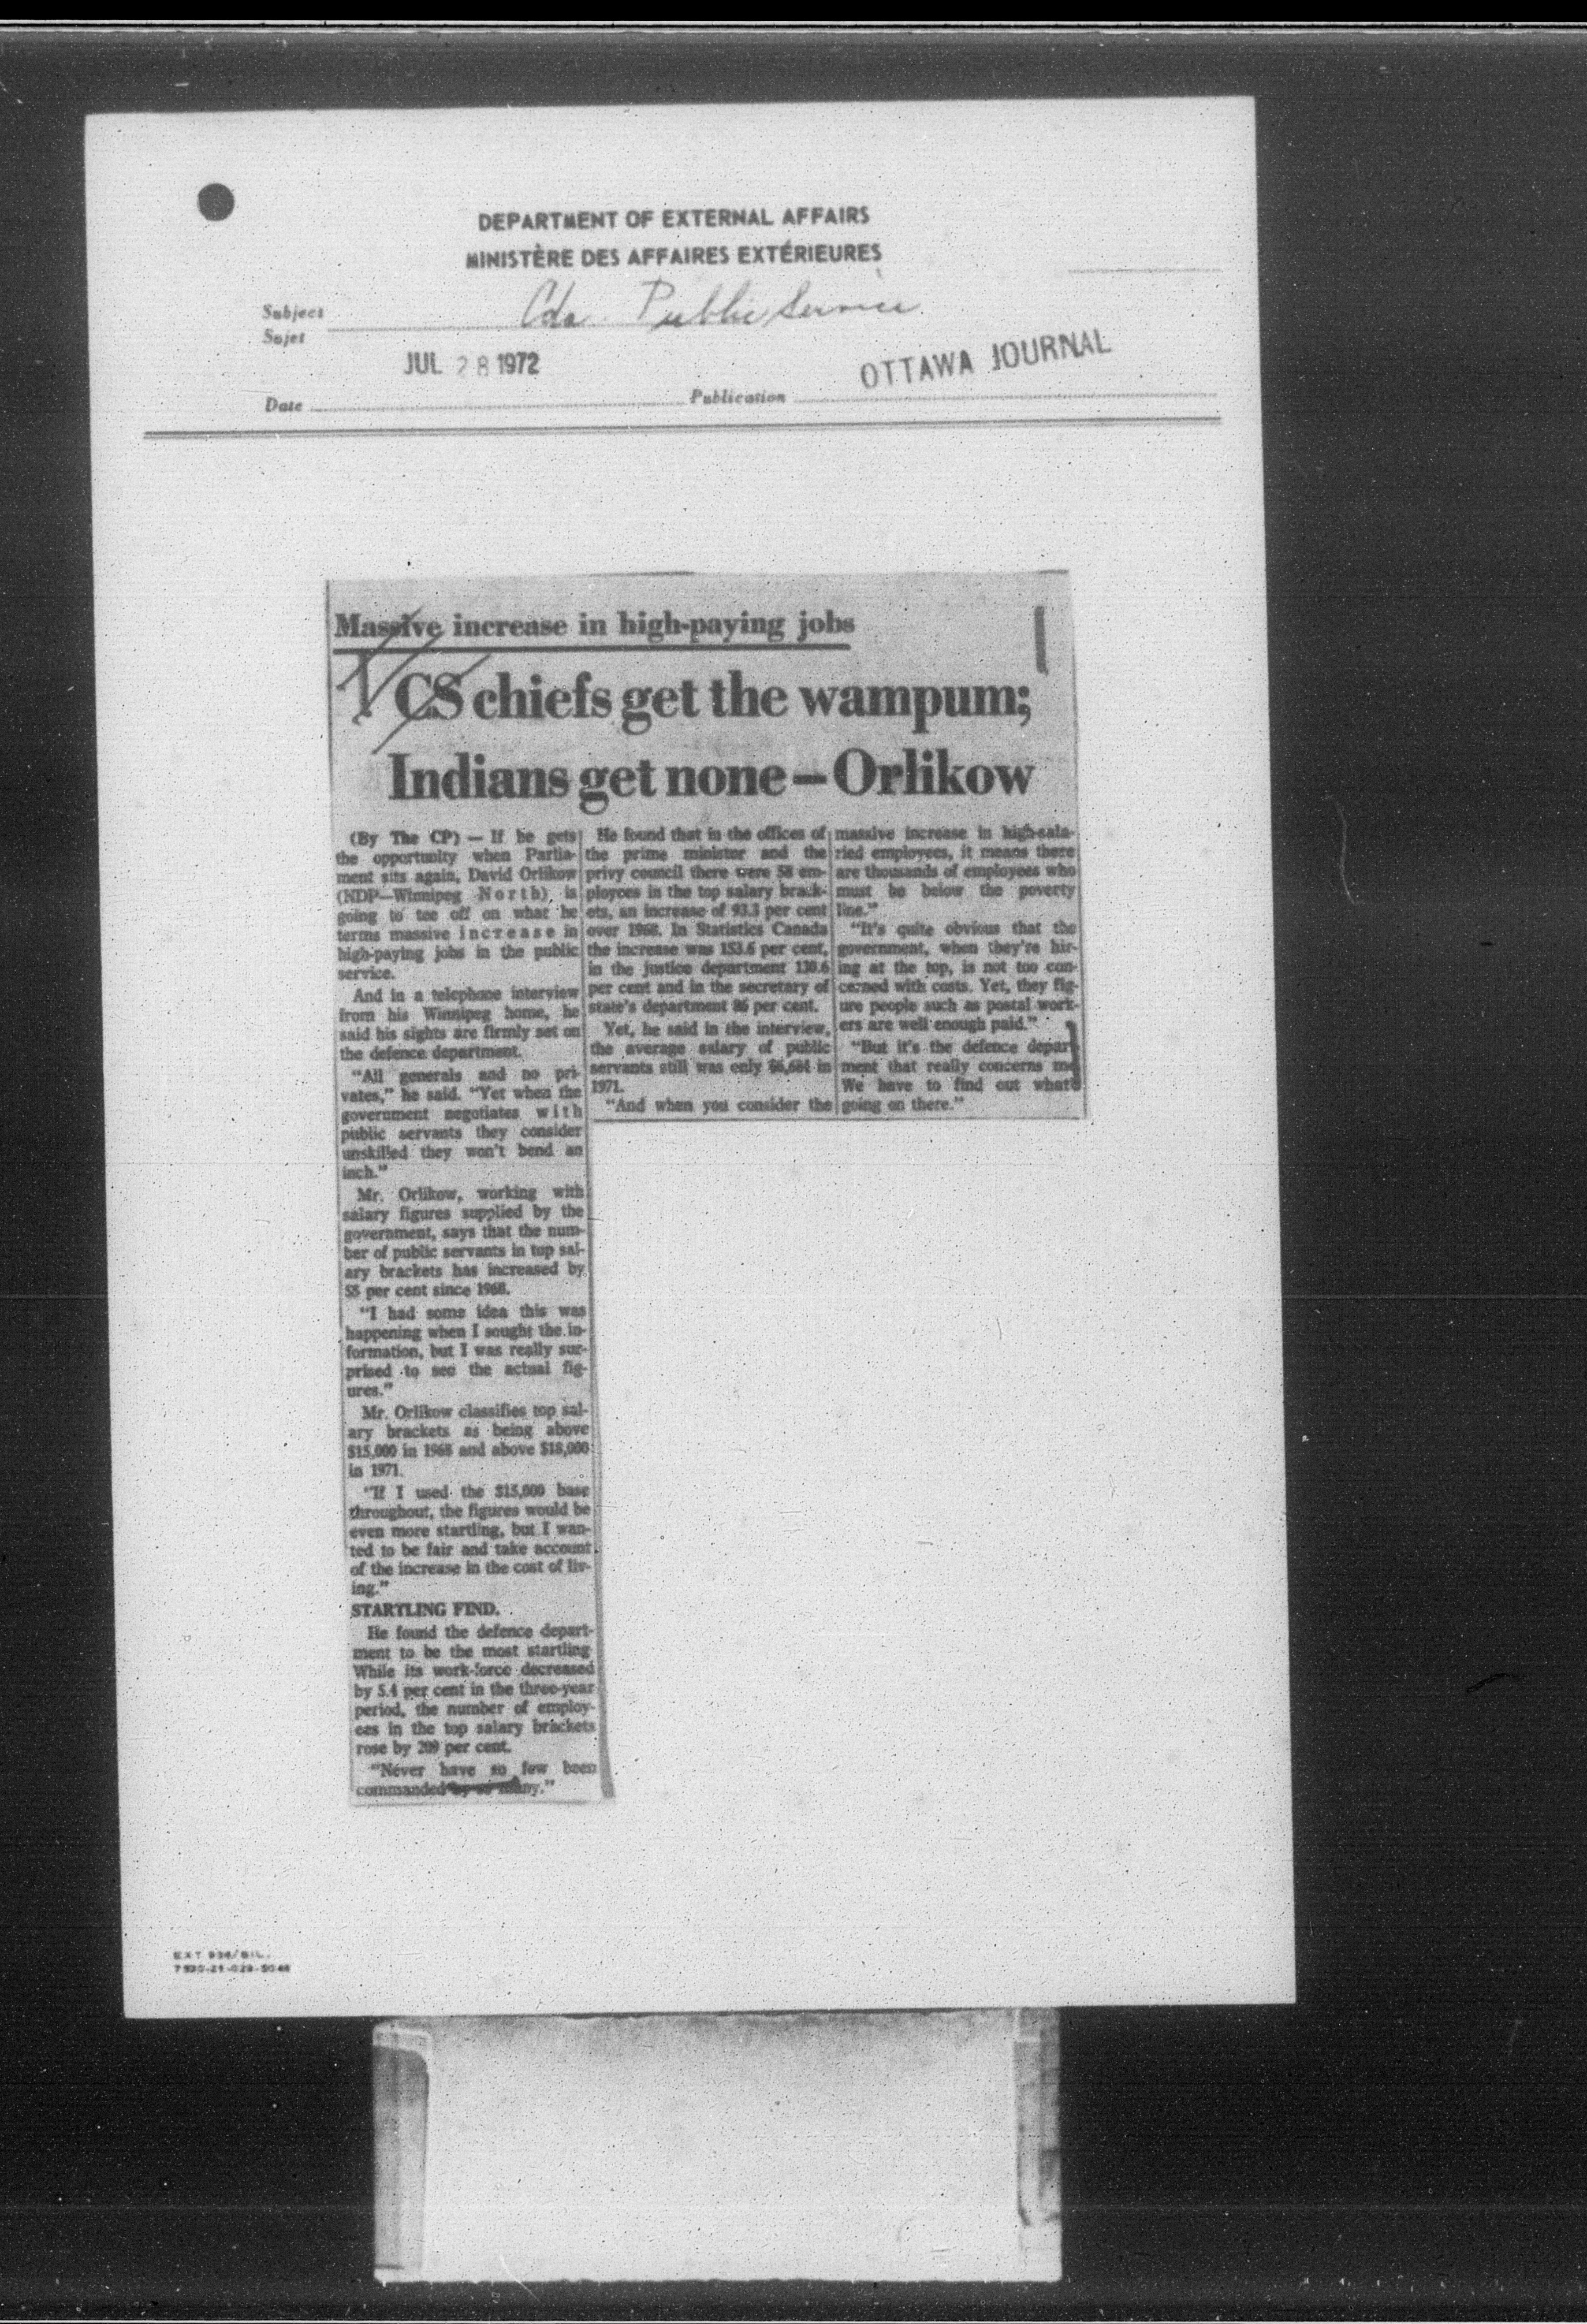 DEPARTMENT OF EXTERNAL AFFAIRS
MINISTÈRE DES AFFAIRES EXTÉRIEURES
Subject
Sujet
Cda. Public Service
JUL 28 1972
OTTAWA JOURNAL
Date
Publication
Massive increase in high-paying jobs
CS chiefs get the wampum;
Indians get none — Orlikow
(By The CP) — If he gets
the opportunity when Parlia-
ment sits again, David Orlikow
(NDP—Winnipeg North) is
going to tee off on what he
terms massive increase in
high-paying jobs in the public
service.
And in a telephone interview
from his Winnipeg home, he
said his sights are firmly set on
the defence department.
"All generals and no pri-
vates," he said. "Yet when the
government negotiates with
public servants they consider
unskilled they won't bend an
inch."
Mr. Orlikow, working with
salary figures supplied by the
government, says that the num-
ber of public servants in top sal-
ary brackets has increased by
55 per cent since 1968.
"I had some idea this was
happening when I sought the in-
formation, but I was really sur-
prised to see the actual fig-
ures."
Mr. Orlikow classifies top sal-
ary brackets as being above
$15,000 in 1968 and above $18,000
in 1971.
"If I used the $15,000 base
throughout, the figures would be
even more startling, but I wan-
ted to be fair and take account
of the increase in the cost of liv-
ing."
STARTLING FIND.
He found the defence depart-
ment to be the most startling
While its work-force decreased
by 5.4 per cent in the three-year
period, the number of employ-
ees in the top salary brackets
rose by 209 per cent.
"Never have so few been
commanded by so many."
He found that in the offices of
the prime minister and the
privy council there were 58 em-
ployees in the top salary brack-
ets, an increase of 93.3 per cent
over 1968. In Statistics Canada
the increase was 153.6 per cent,
in the justice department 130.6
per cent and in the secretary of
state's department 86 per cent.
Yet, he said in the interview,
the average salary of public
servants still was only $6,684 in
1971.
"And when you consider the
massive increase in high-sala-
ried employees, it means there
are thousands of employees who
must be below the poverty
line."
"It's quite obvious that the
government, when they're hir-
ing at the top, is not too con-
cerned with costs. Yet, they fig-
ure people such as postal work-
ers are well enough paid."
"But it's the defence depar
ment that really concerns me
We have to find out what's
going on there."
EXT 936/BIL.
7530-21-029-5046